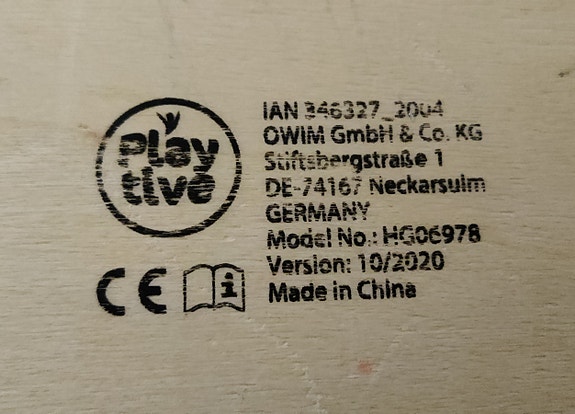 Play
tive
IAN 346327_2004
OWIM GmbH & Co. KG
Stiftsbergstraße 1
DE-74167 Neckarsulm
GERMANY
Model No.: HG06978
Version: 10/2020
Made in China
CE
i